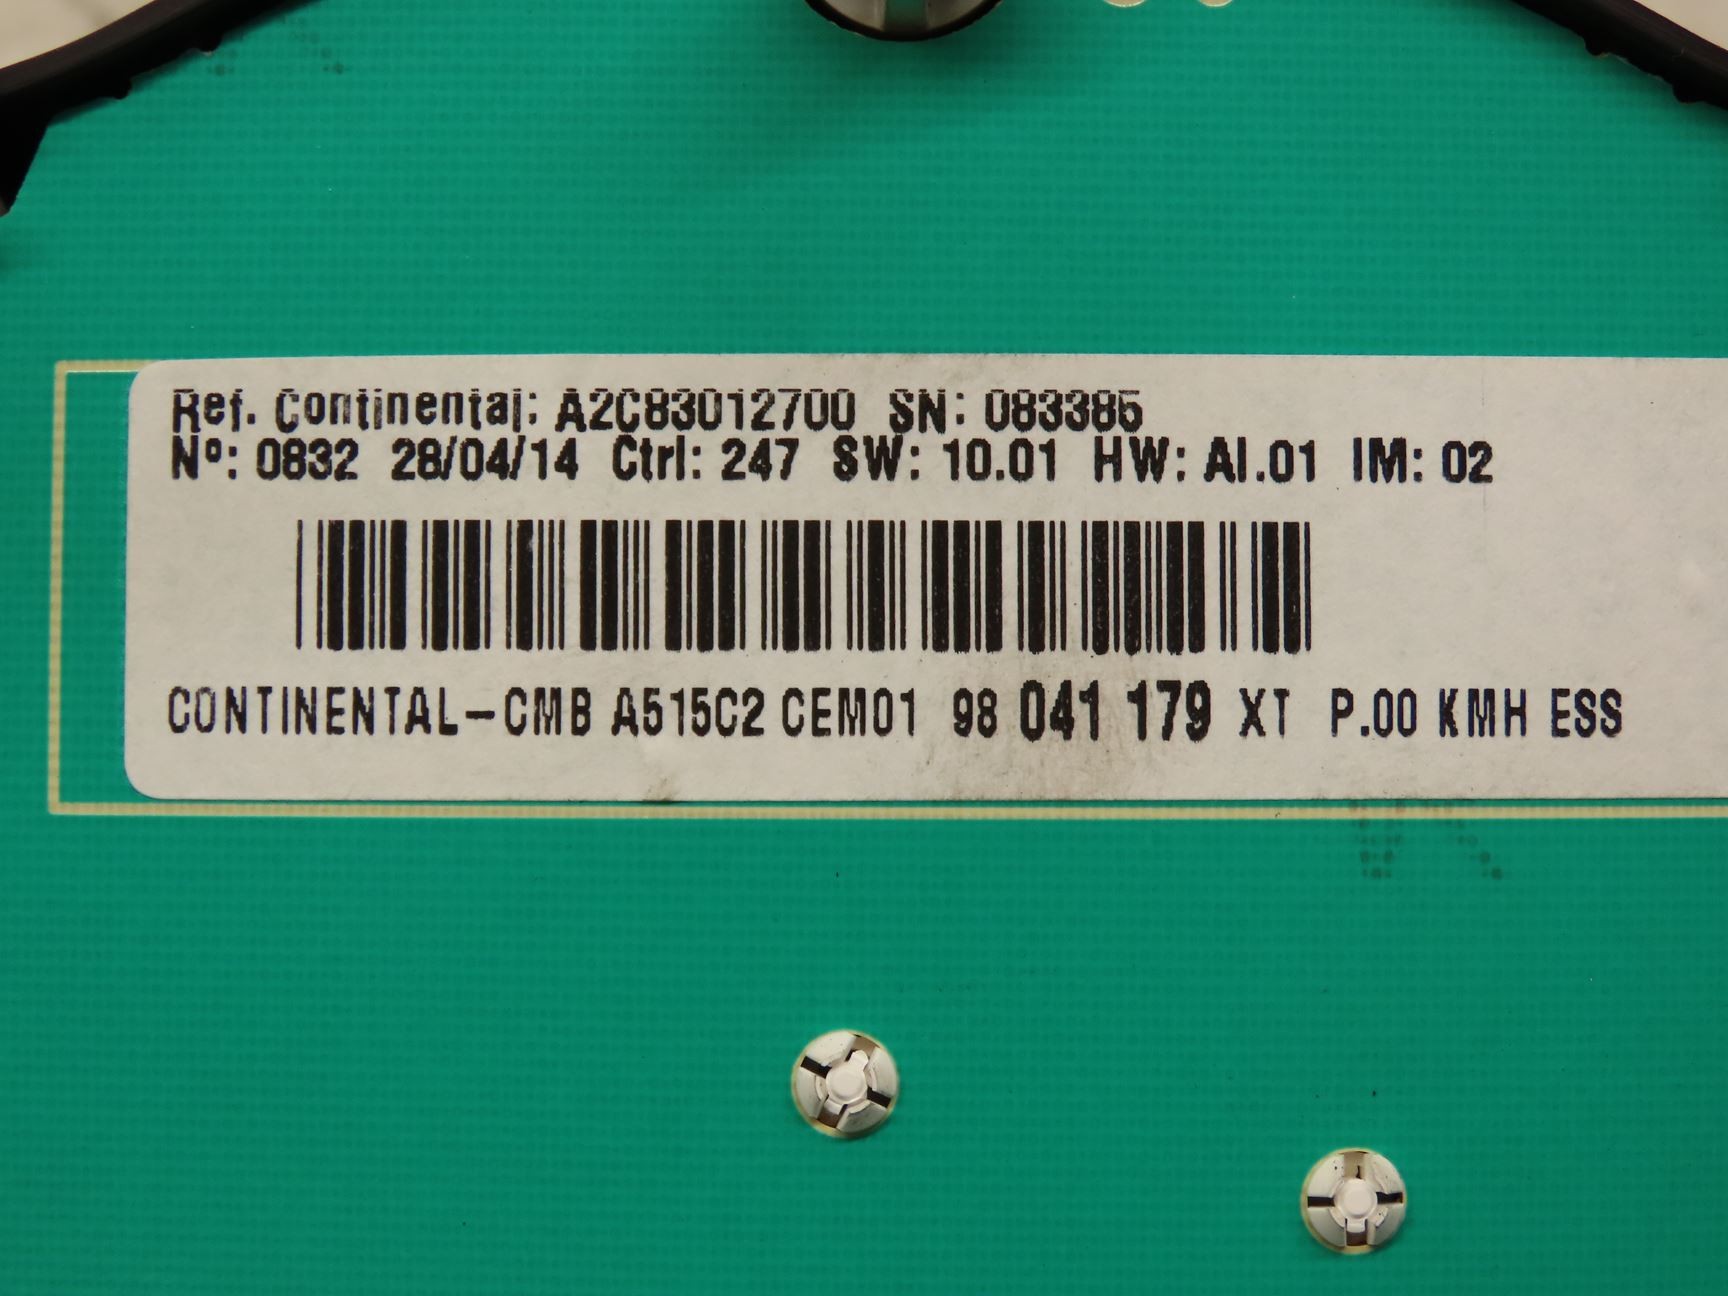 Ref. Continental: A2C83012700 SN: 083385
Nº: 0832 28/04/14 Ctrl: 247 SW: 10.01 HW: AI.01 IM: 02
CONTINENTAL-CMB A515C2 CEM01 98 041 179 XT P.00 KMH ESS